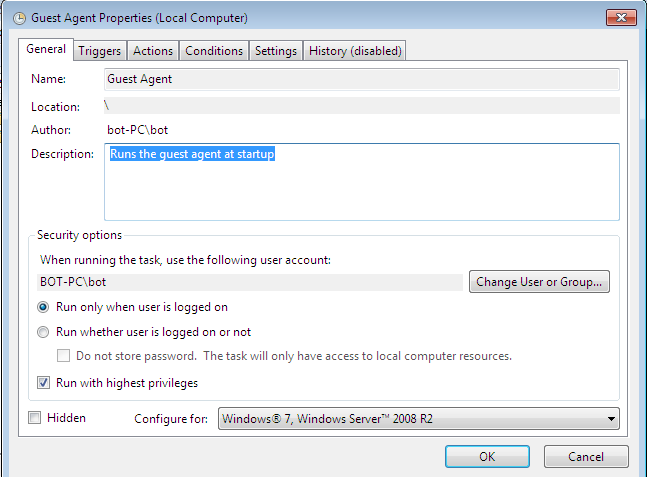 Guest Agent Properties (Local Computer)
General Triggers Actions Conditions Settings History (disabled)
Name: Guest Agent
Location: \
Author: bot-PC\bot
Description: Runs the guest agent at startup
Security options
When running the task, use the following user account:
BOT-PC\bot Change User or Group...
Run only when user is logged on
Run whether user is logged on or not
Do not store password. The task will only have access to local computer resources.
Run with highest privileges
Hidden Configure for: Windows® 7, Windows Server™ 2008 R2
OK Cancel